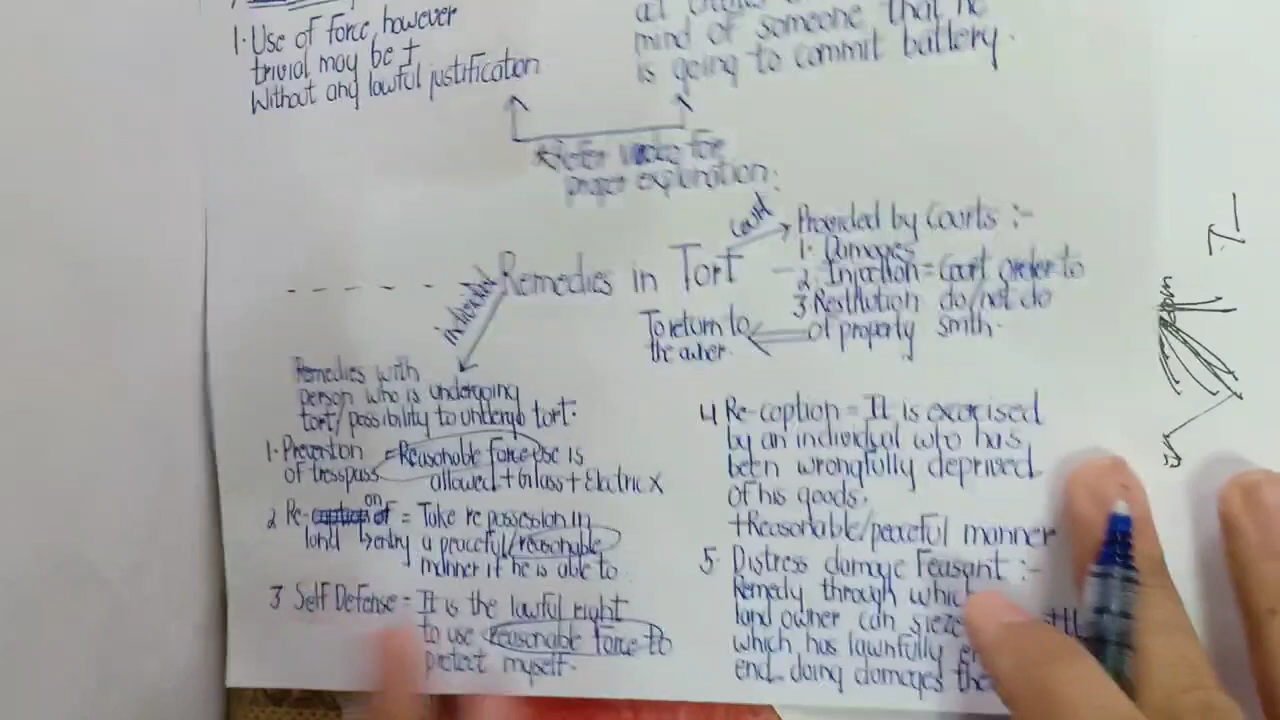 1. Use of force, however
trivial may be +
Without any lawful justification
mind of someone that he
is going to commit battery.
Refer video for
proper explanation:
Remedies in Tort
court
Provided by Courts :-
1. Damages
2. Injection = Court order to
3. Restitution do/not do
of property smth.
To return to
the owner.
individual
Remedies with
person who is undergoing
tort/possibility to undergo tort.
1. Prevention = Reasonable force use is
of trespass allowed + Glass + Electric X
2 Re- on
land entry = Take re possession in
a peaceful/reasonable
manner if he is able to
3 Self Defense = It is the lawful right
to use reasonable force to
protect myself.
4 Re-caption = It is exercised
by an individual who has
been wrongfully deprived
of his goods.
+ Reasonable/peaceful manner
5. Distress damage Feasant :-
Remedy through which
land owner can sieze
which has lawnfully
end doing damages